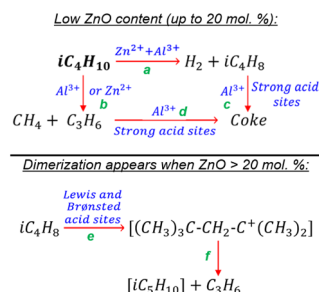 Low ZnO content (up to 20 mol. %):
iC₄H₁₀ Zn²⁺+Al³⁺ a H₂ + iC₄H₈
Al³⁺ or Zn²⁺ b Al³⁺ c Strong acid sites
CH₄ + C₃H₆ Al³⁺ d Strong acid sites Coke
Dimerization appears when ZnO > 20 mol. %:
iC₄H₈ Lewis and Brønsted acid sites e [(CH₃)₃C-CH₂-C⁺(CH₃)₂]
f
[iC₅H₁₀] + C₃H₆